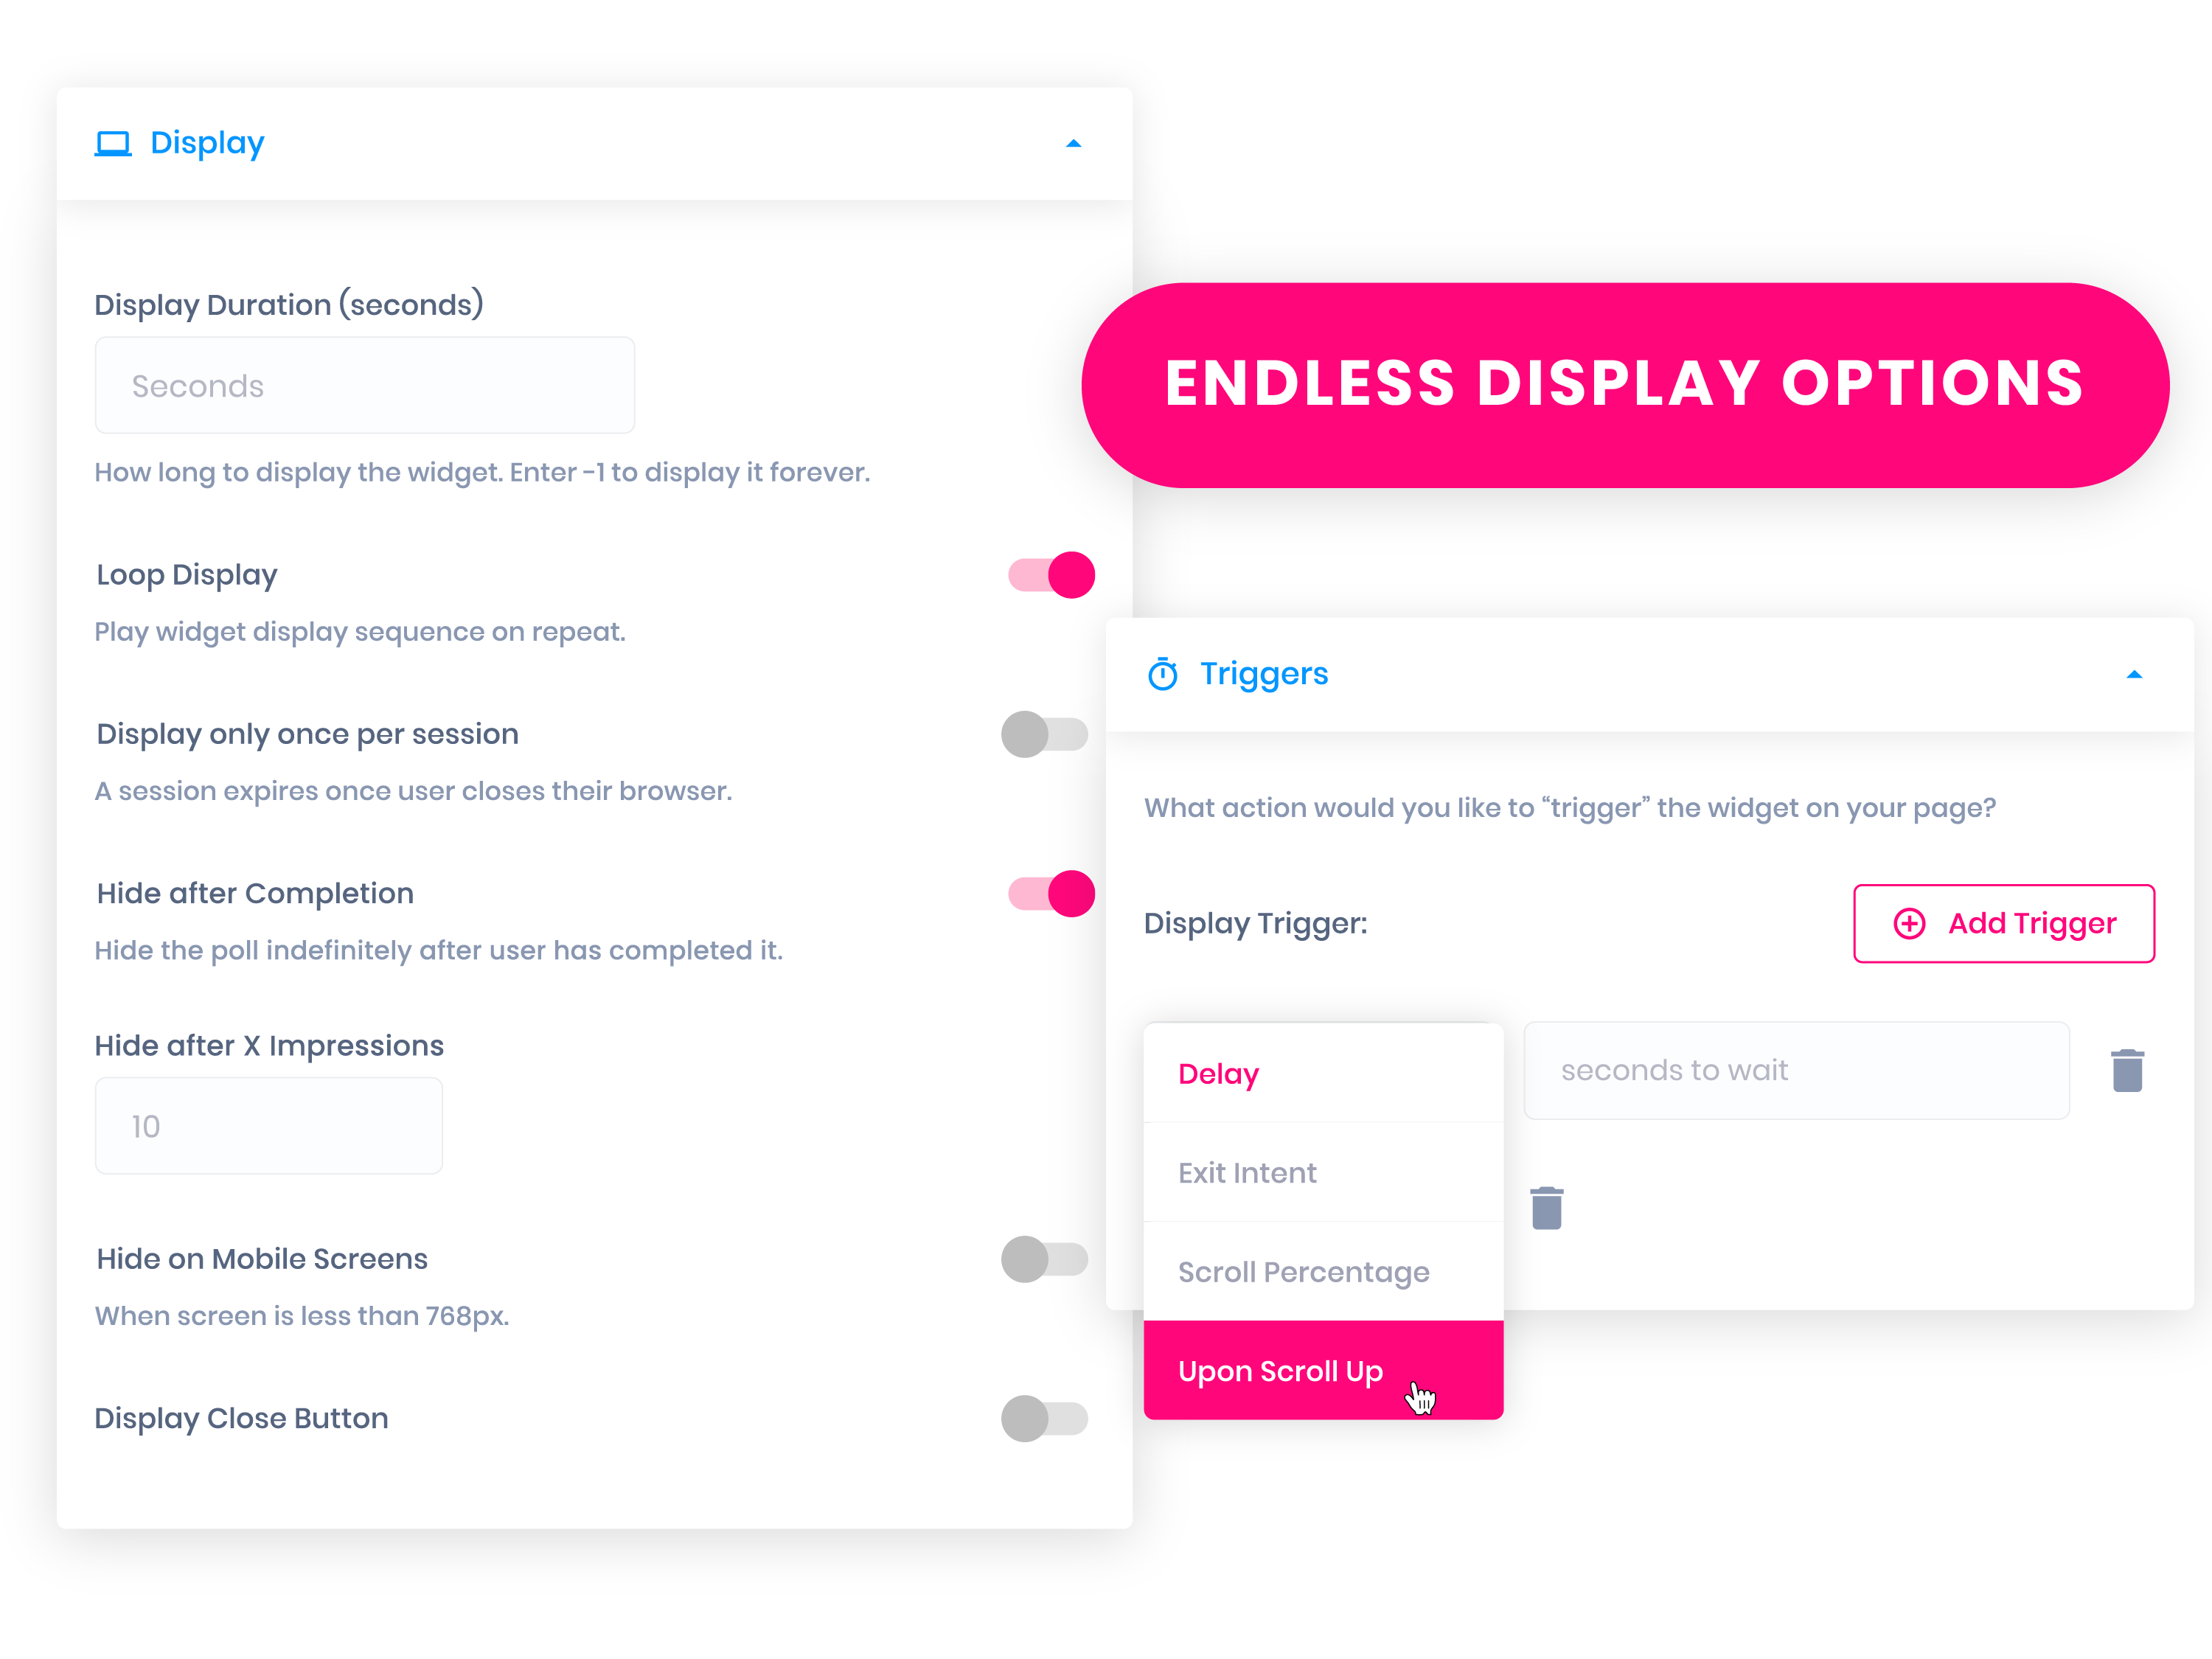 Display
Display Duration (seconds)
Seconds
How long to display the widget. Enter -1 to display it forever.
Loop Display
Play widget display sequence on repeat.
Display only once per session
A session expires once user closes their browser.
Hide after Completion
Hide the poll indefinitely after user has completed it.
Hide after X Impressions
10
Hide on Mobile Screens
When screen is less than 768px.
Display Close Button
ENDLESS DISPLAY OPTIONS
Triggers
What action would you like to “trigger” the widget on your page?
Display Trigger:
Add Trigger
Delay
seconds to wait
Exit Intent
Scroll Percentage
Upon Scroll Up